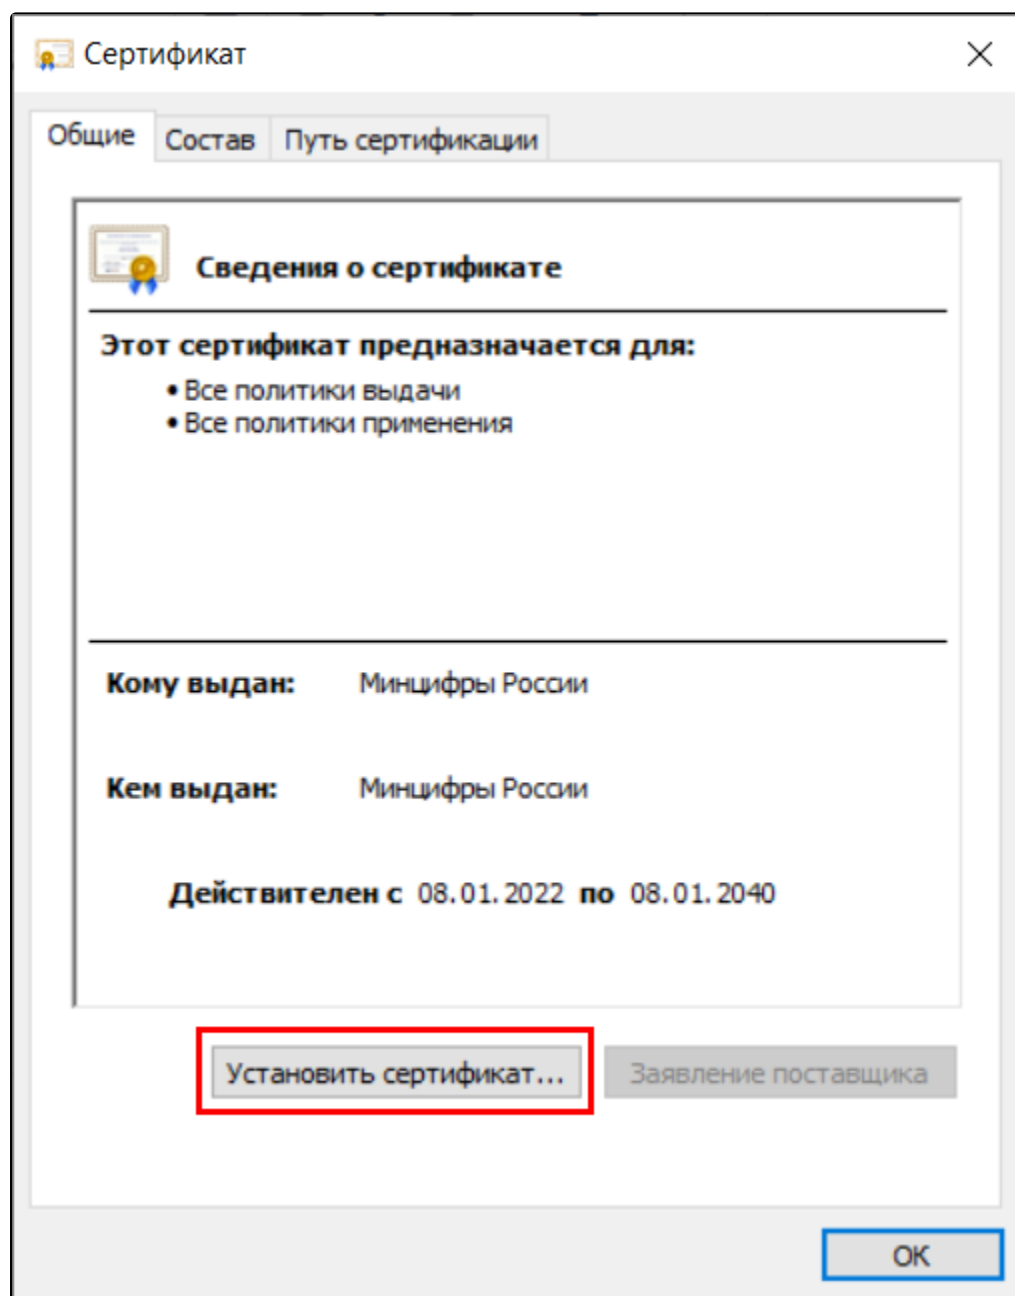 Сертификат
Общие Состав Путь сертификации
Сведения о сертификате
Этот сертификат предназначается для:
• Все политики выдачи
• Все политики применения
Кому выдан: Минцифры России
Кем выдан: Минцифры России
Действителен с 08.01.2022 по 08.01.2040
Установить сертификат... Заявление поставщика
ОК